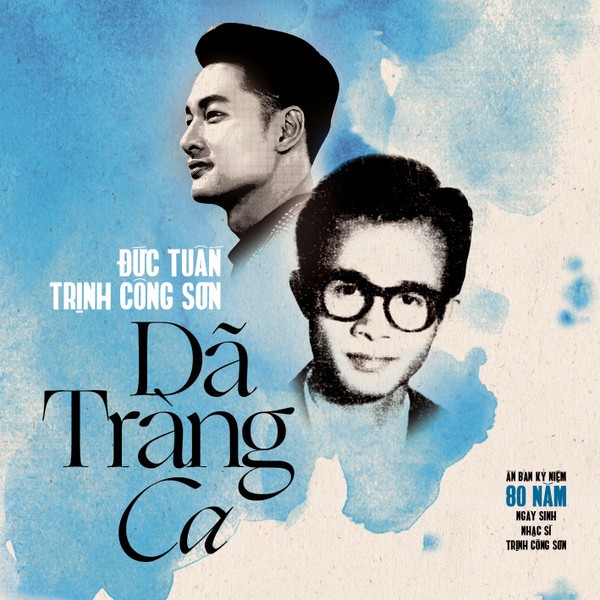 ĐỨC TUẤN
TRỊNH CÔNG SƠN
Dã
Tràng
Ca
ẤN BẢN KỶ NIỆM
80 NĂM
NGÀY SINH
NHẠC SĨ
TRỊNH CÔNG SƠN